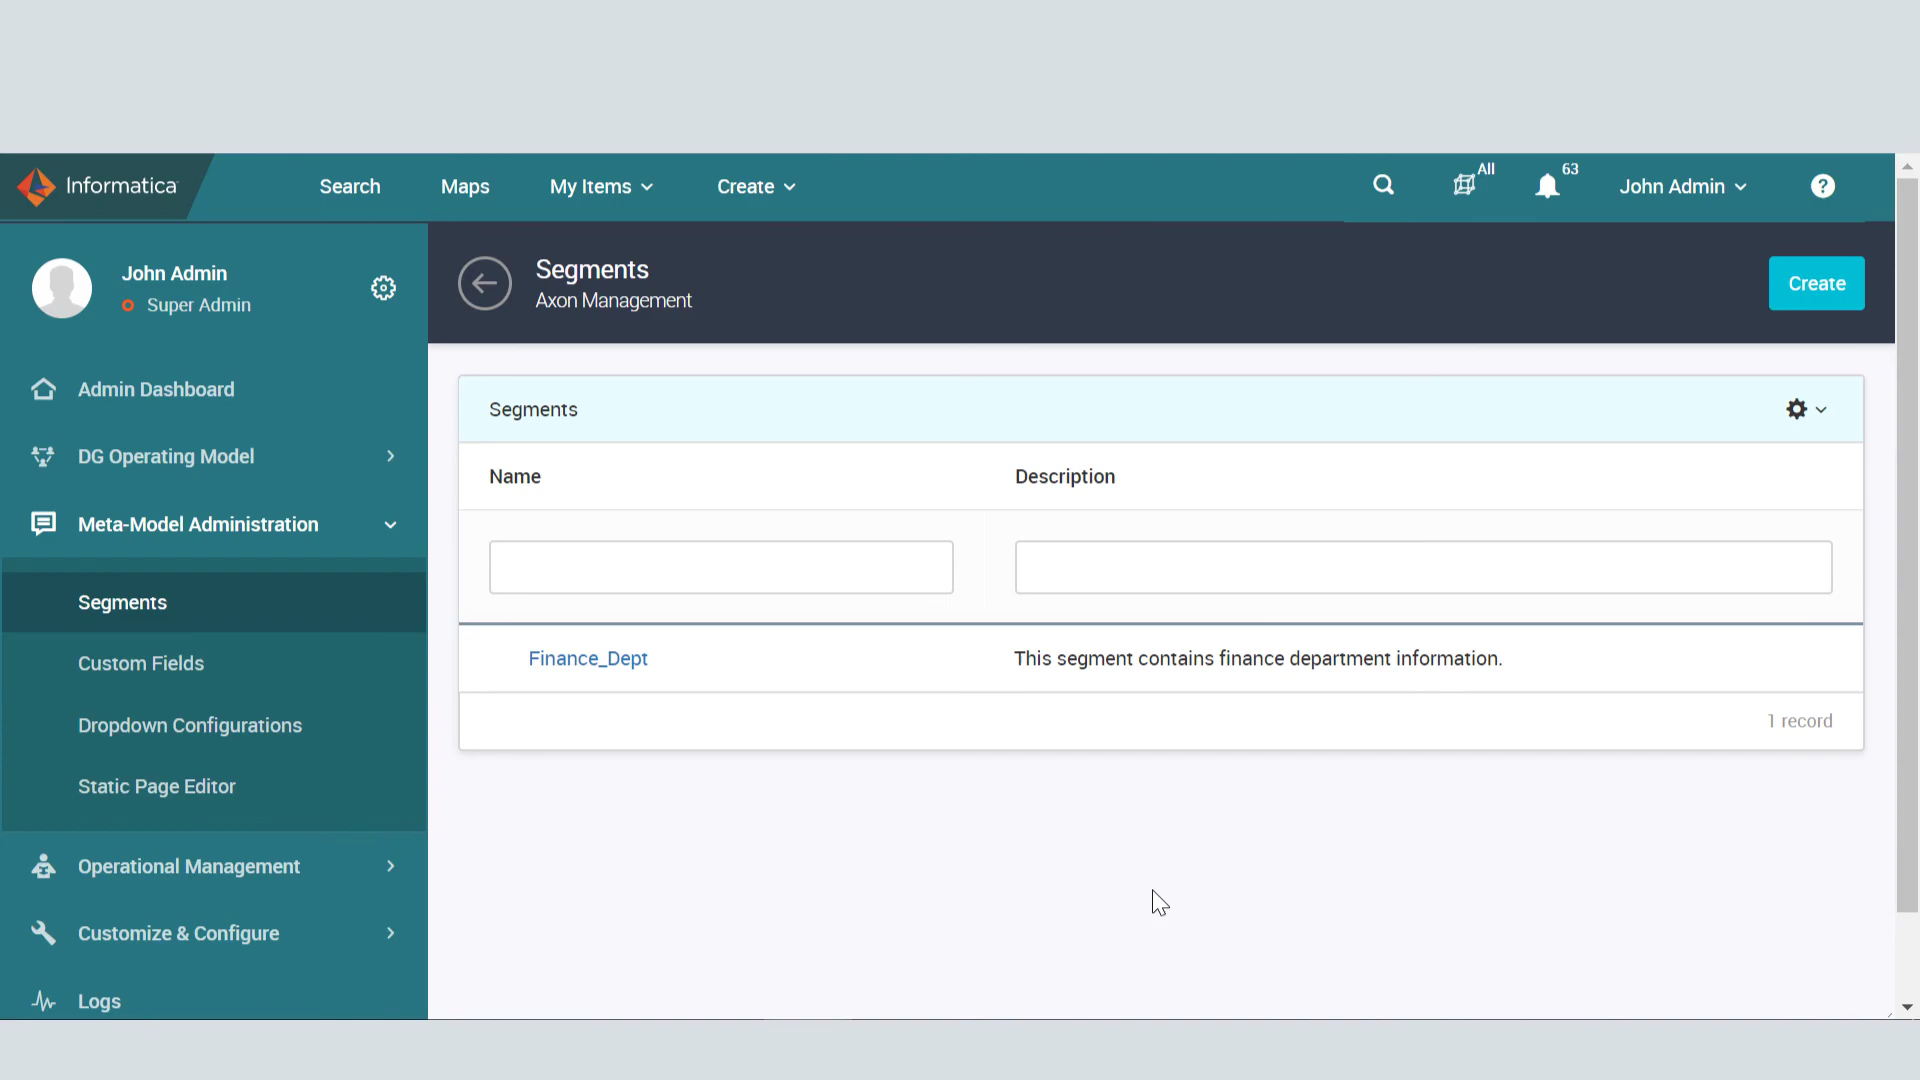 Informatica
Search
Maps
My Items
Create
All
63
John Admin
?
John Admin
Super Admin
Admin Dashboard
DG Operating Model
Meta-Model Administration
Segments
Custom Fields
Dropdown Configurations
Static Page Editor
Operational Management
Customize & Configure
Logs
Segments
Axon Management
Create
Segments
Name
Description
Finance_Dept
This segment contains finance department information.
1 record